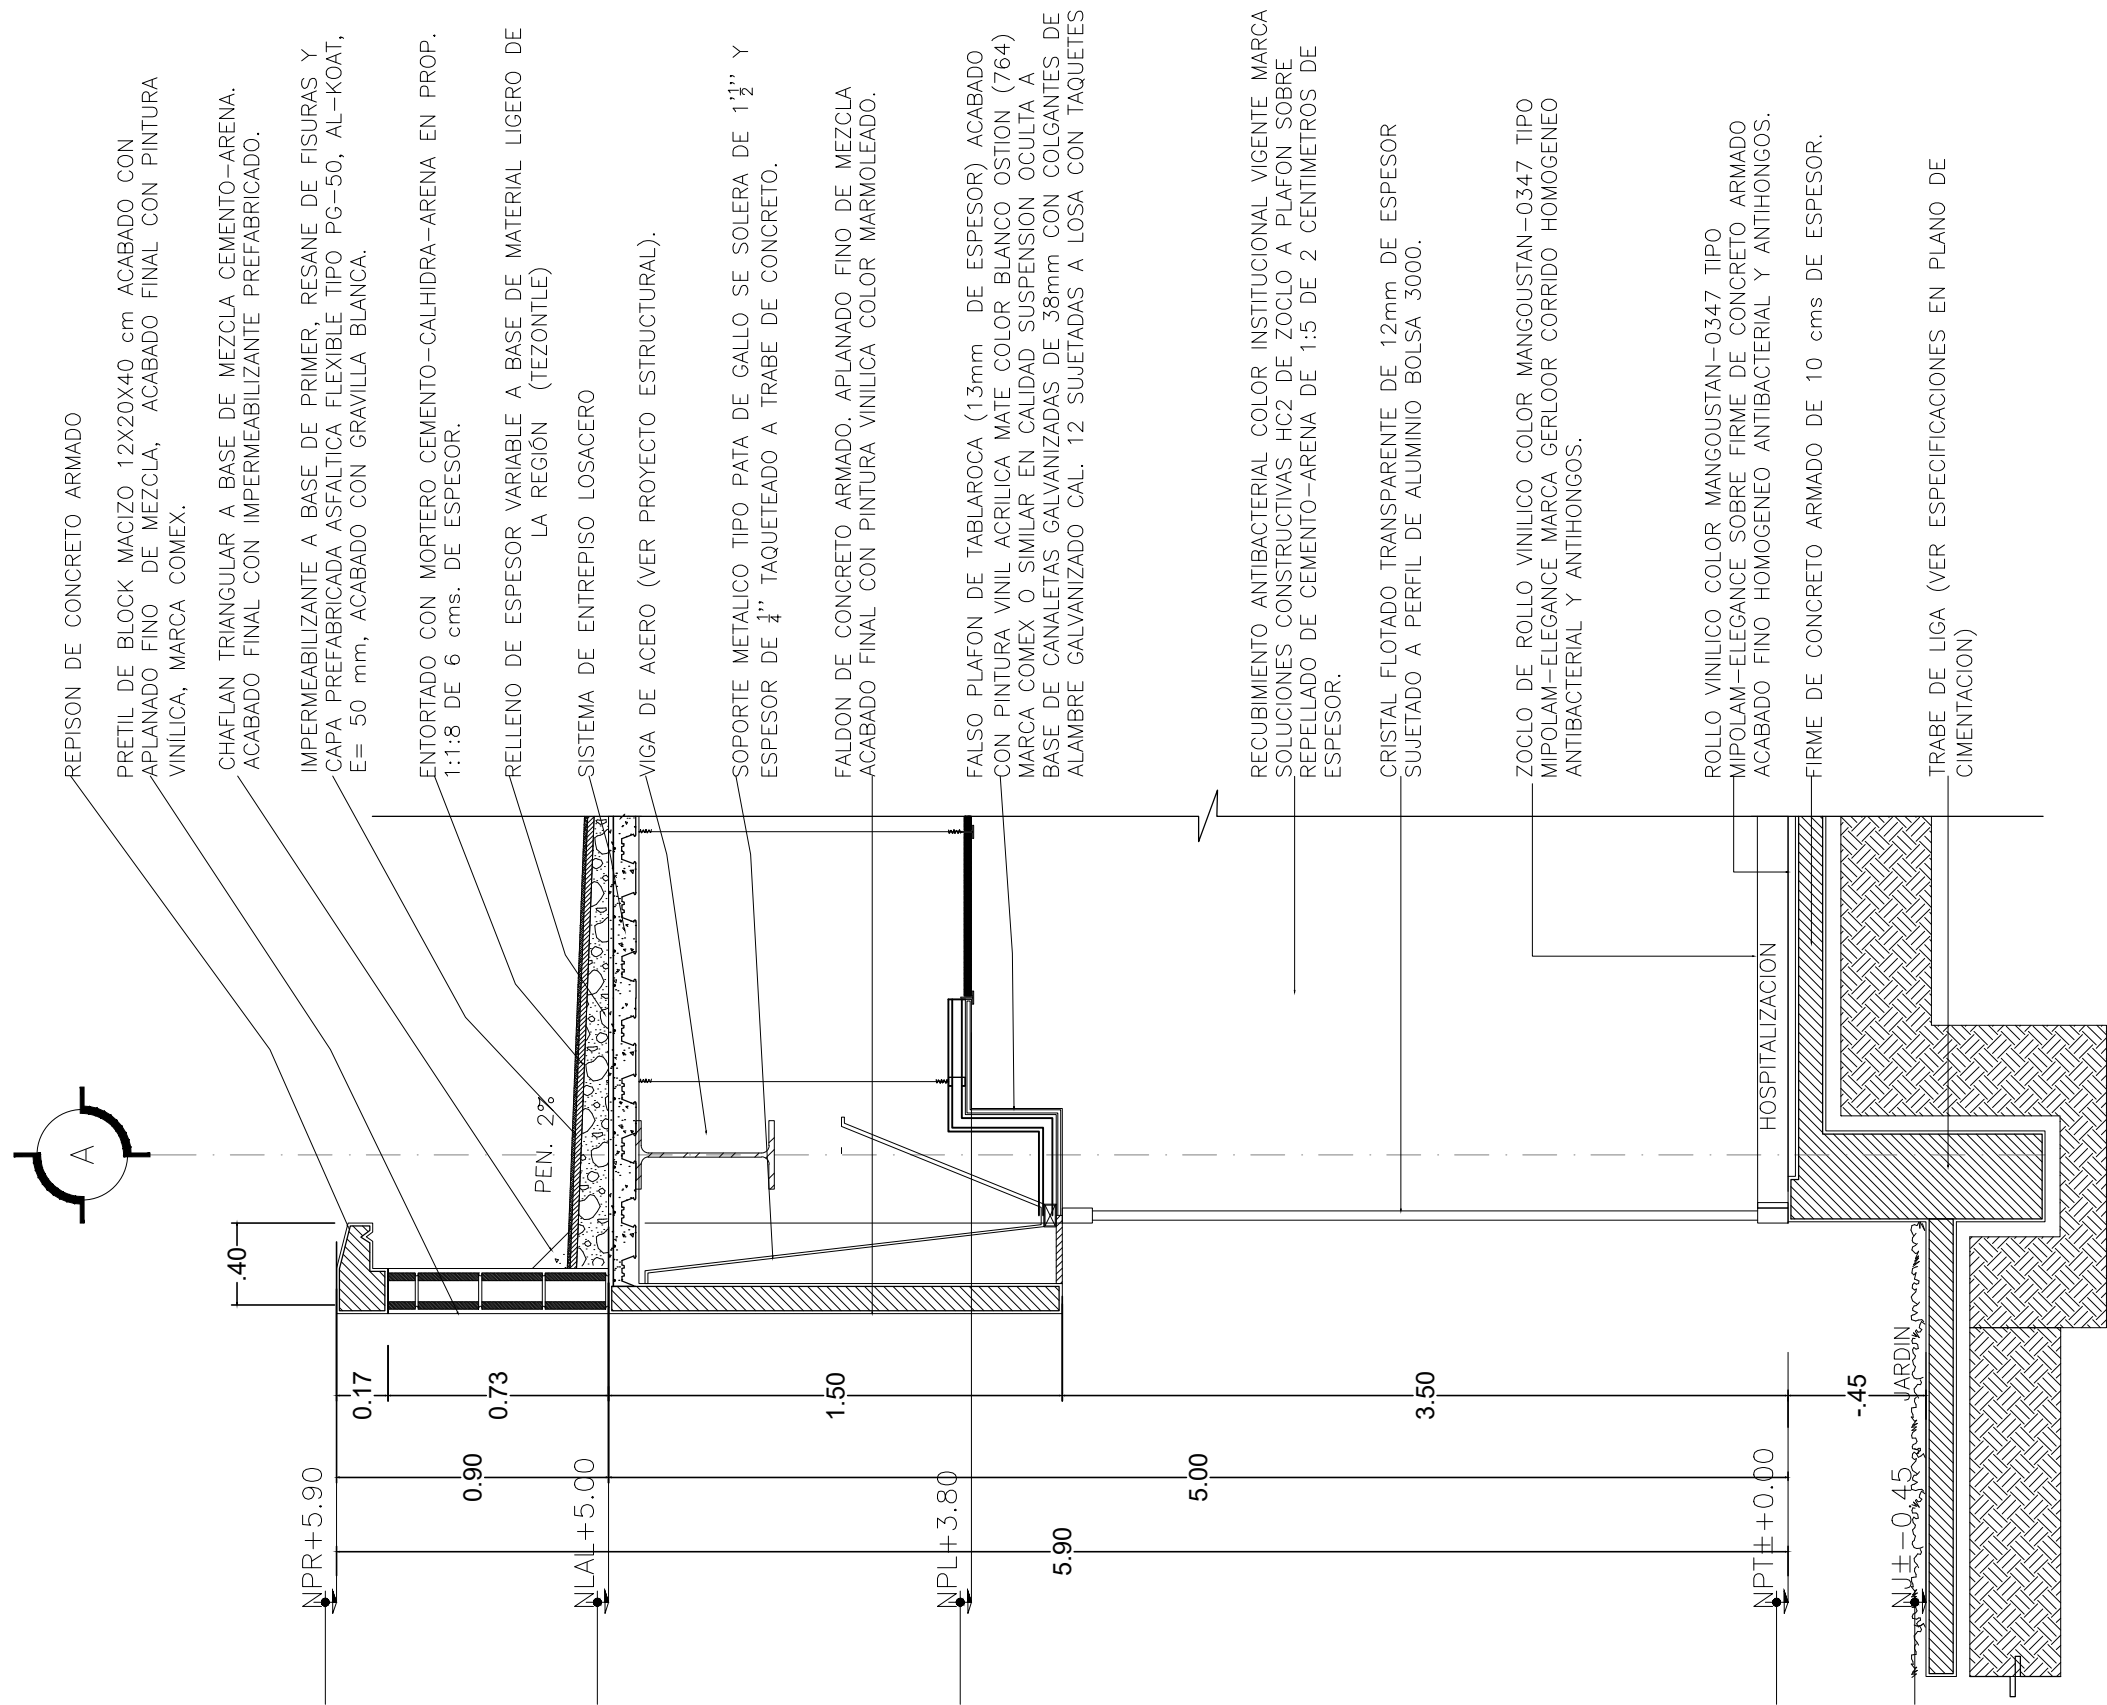 A
REPISON DE CONCRETO ARMADO
PRETIL DE BLOCK MACIZO 12X20X40 cm ACABADO CON
APLANADO FINO DE MEZCLA, ACABADO FINAL CON PINTURA
VINÍLICA, MARCA COMEX.
CHAFLAN TRIANGULAR A BASE DE MEZCLA CEMENTO-ARENA.
ACABADO FINAL CON IMPERMEABILIZANTE PREFABRICADO.
IMPERMEABILIZANTE A BASE DE PRIMER, RESANE DE FISURAS Y
CAPA PREFABRICADA ASFALTICA FLEXIBLE TIPO PG-50, AL-KOAT,
E= 50 mm, ACABADO CON GRAVILLA BLANCA.
ENTORTADO CON MORTERO CEMENTO-CALHIDRA-ARENA EN PROP.
1:1:8 DE 6 cms. DE ESPESOR.
RELLENO DE ESPESOR VARIABLE A BASE DE MATERIAL LIGERO DE
LA REGIÓN (TEZONTLE)
SISTEMA DE ENTREPISO LOSACERO
VIGA DE ACERO (VER PROYECTO ESTRUCTURAL).
SOPORTE METALICO TIPO PATA DE GALLO SE SOLERA DE 1'½'' Y
ESPESOR DE ¼'' TAQUETEADO A TRABE DE CONCRETO.
FALDON DE CONCRETO ARMADO. APLANADO FINO DE MEZCLA
ACABADO FINAL CON PINTURA VINILICA COLOR MARMOLEADO.
FALSO PLAFON DE TABLAROCA (13mm DE ESPESOR) ACABADO
CON PINTURA VINIL ACRILICA MATE COLOR BLANCO OSTION (764)
MARCA COMEX O SIMILAR EN CALIDAD SUSPENSION OCULTA A
BASE DE CANALETAS GALVANIZADAS DE 38mm CON COLGANTES DE
ALAMBRE GALVANIZADO CAL. 12 SUJETADAS A LOSA CON TAQUETES
RECUBIMIENTO ANTIBACTERIAL COLOR INSTITUCIONAL VIGENTE MARCA
SOLUCIONES CONSTRUCTIVAS HC2 DE ZOCLO A PLAFON SOBRE
REPELLADO DE CEMENTO-ARENA DE 1:5 DE 2 CENTIMETROS DE
ESPESOR.
CRISTAL FLOTADO TRANSPARENTE DE 12mm DE ESPESOR
SUJETADO A PERFIL DE ALUMINIO BOLSA 3000.
ZOCLO DE ROLLO VINILICO COLOR MANGOUSTAN-0347 TIPO
MIPOLAM-ELEGANCE MARCA GERLOOR CORRIDO HOMOGENEO
ANTIBACTERIAL Y ANTIHONGOS.
ROLLO VINILICO COLOR MANGOUSTAN-0347 TIPO
MIPOLAM-ELEGANCE SOBRE FIRME DE CONCRETO ARMADO
ACABADO FINO HOMOGENEO ANTIBACTERIAL Y ANTIHONGOS.
FIRME DE CONCRETO ARMADO DE 10 cms DE ESPESOR.
TRABE DE LIGA (VER ESPECIFICACIONES EN PLANO DE
CIMENTACION)
PEN. 2%
HOSPITALIZACION
JARDIN
.40
0.17
0.73
1.50
3.50
-.45
0.90
5.00
5.90
NPR+5.90
NLAL+5.00
NPL+3.80
NPT±+0.00
NJ±-0.45